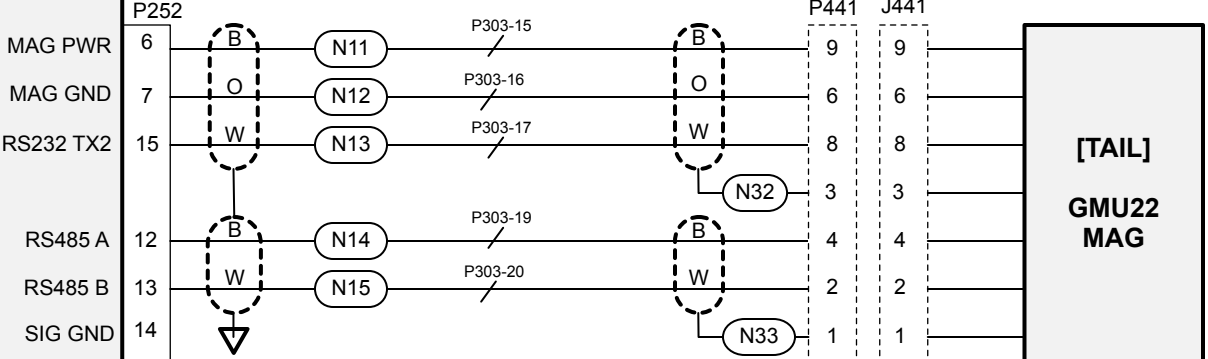 P252 P441 J441
MAG PWR 6 B N11 P303-15 B 9 9
MAG GND 7 O N12 P303-16 O 6 6
RS232 TX2 15 W N13 P303-17 W 8 8
N32 3 3
RS485 A 12 B N14 P303-19 B 4 4
RS485 B 13 W N15 P303-20 W 2 2
SIG GND 14 N33 1 1
[TAIL]
GMU22
MAG